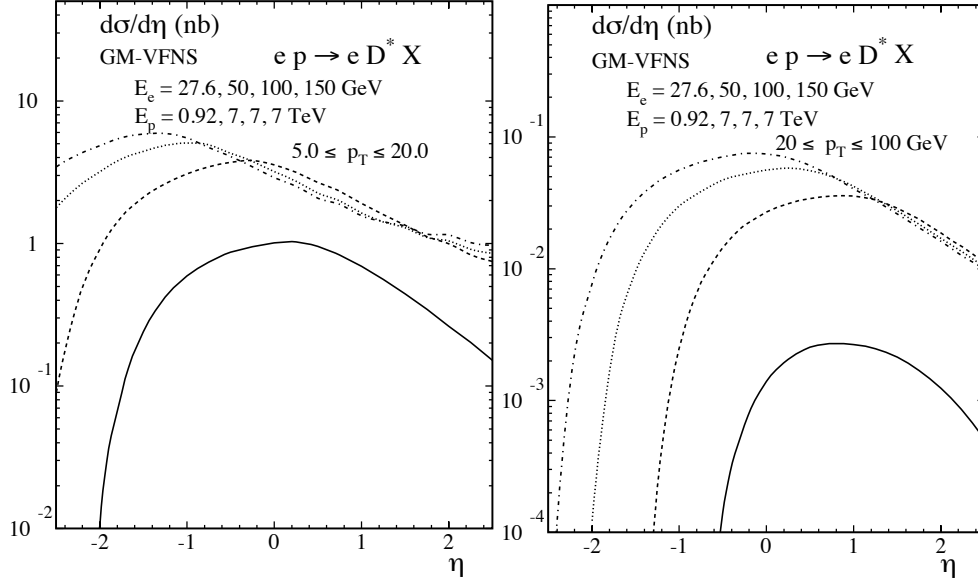 dσ/dη (nb)
GM-VFNS
e p → e D* X
E_e = 27.6, 50, 100, 150 GeV
E_p = 0.92, 7, 7, 7 TeV
5.0 ≤ p_T ≤ 20.0
10
1
10^-1
10^-2
-2 -1 0 1 2
η
dσ/dη (nb)
GM-VFNS
e p → e D* X
E_e = 27.6, 50, 100, 150 GeV
E_p = 0.92, 7, 7, 7 TeV
20 ≤ p_T ≤ 100 GeV
10^-1
10^-2
10^-3
10^-4
-2 -1 0 1 2
η